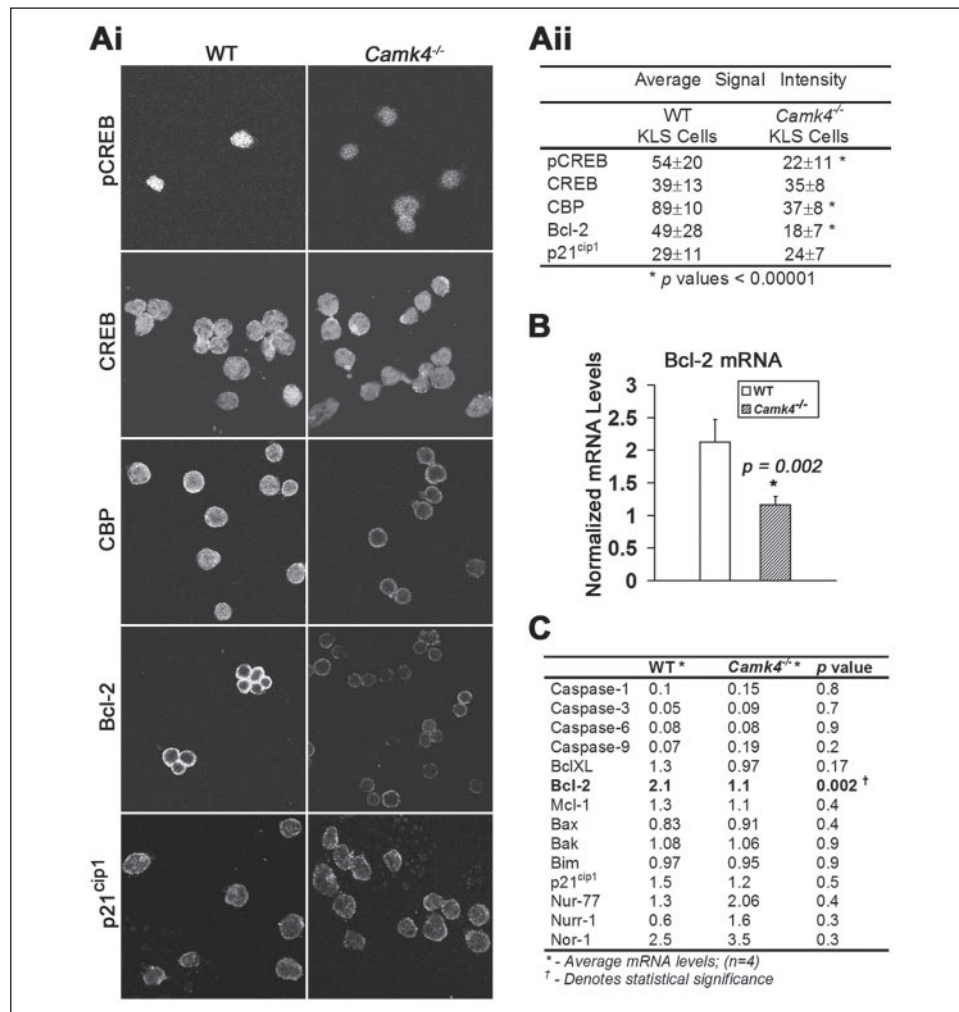 Ai
WT Camk4-/-
pCREB
CREB
CBP
Bcl-2
p21cip1
Aii
Average Signal Intensity
WT KLS Cells Camk4-/- KLS Cells
pCREB 54±20 22±11 *
CREB 39±13 35±8
CBP 89±10 37±8 *
Bcl-2 49±28 18±7 *
p21cip1 29±11 24±7
* p values < 0.00001
B
Bcl-2 mRNA
Normalized mRNA Levels
3
2.5
2
1.5
1
0.5
0
WT
Camk4-/-
p = 0.002
*
C
WT * Camk4-/- * p value
Caspase-1 0.1 0.15 0.8
Caspase-3 0.05 0.09 0.7
Caspase-6 0.08 0.08 0.9
Caspase-9 0.07 0.19 0.2
BclXL 1.3 0.97 0.17
Bcl-2 2.1 1.1 0.002 †
Mcl-1 1.3 1.1 0.4
Bax 0.83 0.91 0.4
Bak 1.08 1.06 0.9
Bim 0.97 0.95 0.9
p21cip1 1.5 1.2 0.5
Nur-77 1.3 2.06 0.4
Nurr-1 0.6 1.6 0.3
Nor-1 2.5 3.5 0.3
* - Average mRNA levels; (n=4)
† - Denotes statistical significance